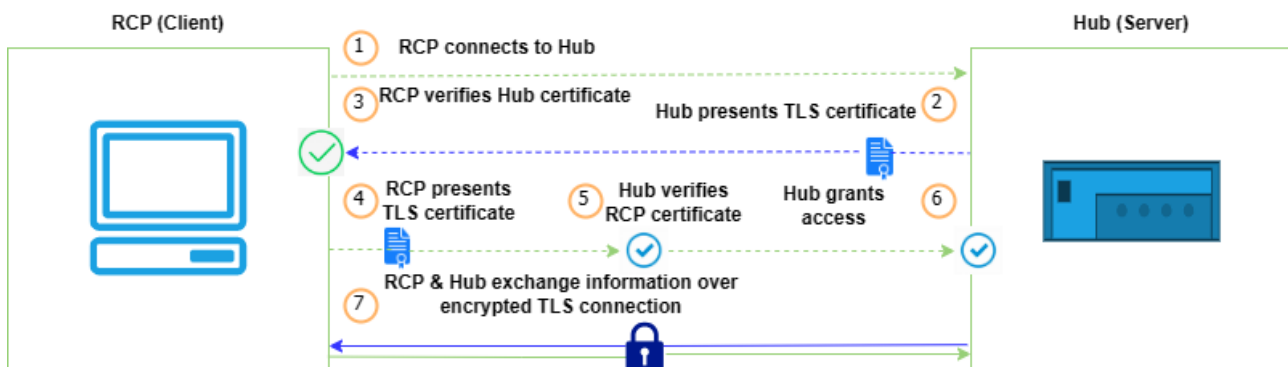 RCP (Client)
Hub (Server)
1
RCP connects to Hub
3
RCP verifies Hub certificate
Hub presents TLS certificate
2
4
RCP presents
TLS certificate
5
Hub verifies
RCP certificate
Hub grants
access
6
7
RCP & Hub exchange information over
encrypted TLS connection